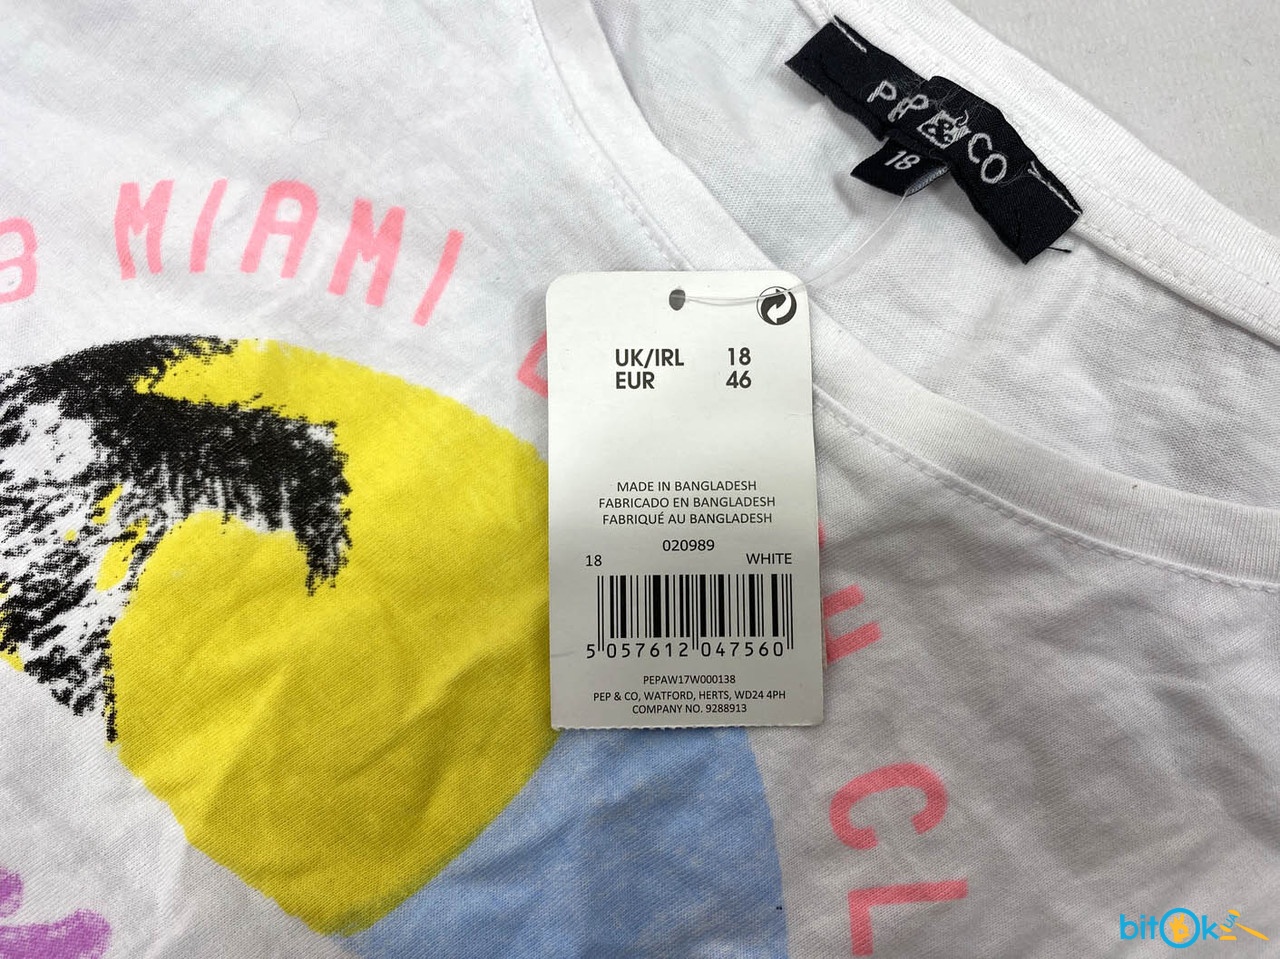 PEP & CO
18
B MIAMI
UK/IRL 18
EUR 46
MADE IN BANGLADESH
FABRICADO EN BANGLADESH
FABRIQUÉ AU BANGLADESH
020989
18 WHITE
5 057612 047560
PEPAW17W000138
PEP & CO, WATFORD, HERTS, WD24 4PH
COMPANY NO. 9288913
H CL
bitok